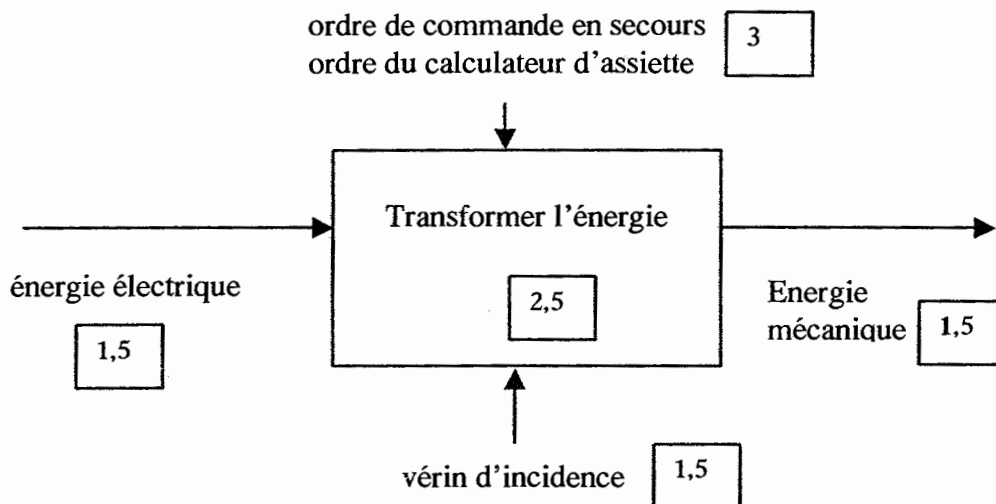 ordre de commande en secours
ordre du calculateur d'assiette
3
Transformer l'énergie
2,5
énergie électrique
1,5
Energie
mécanique
1,5
vérin d'incidence
1,5